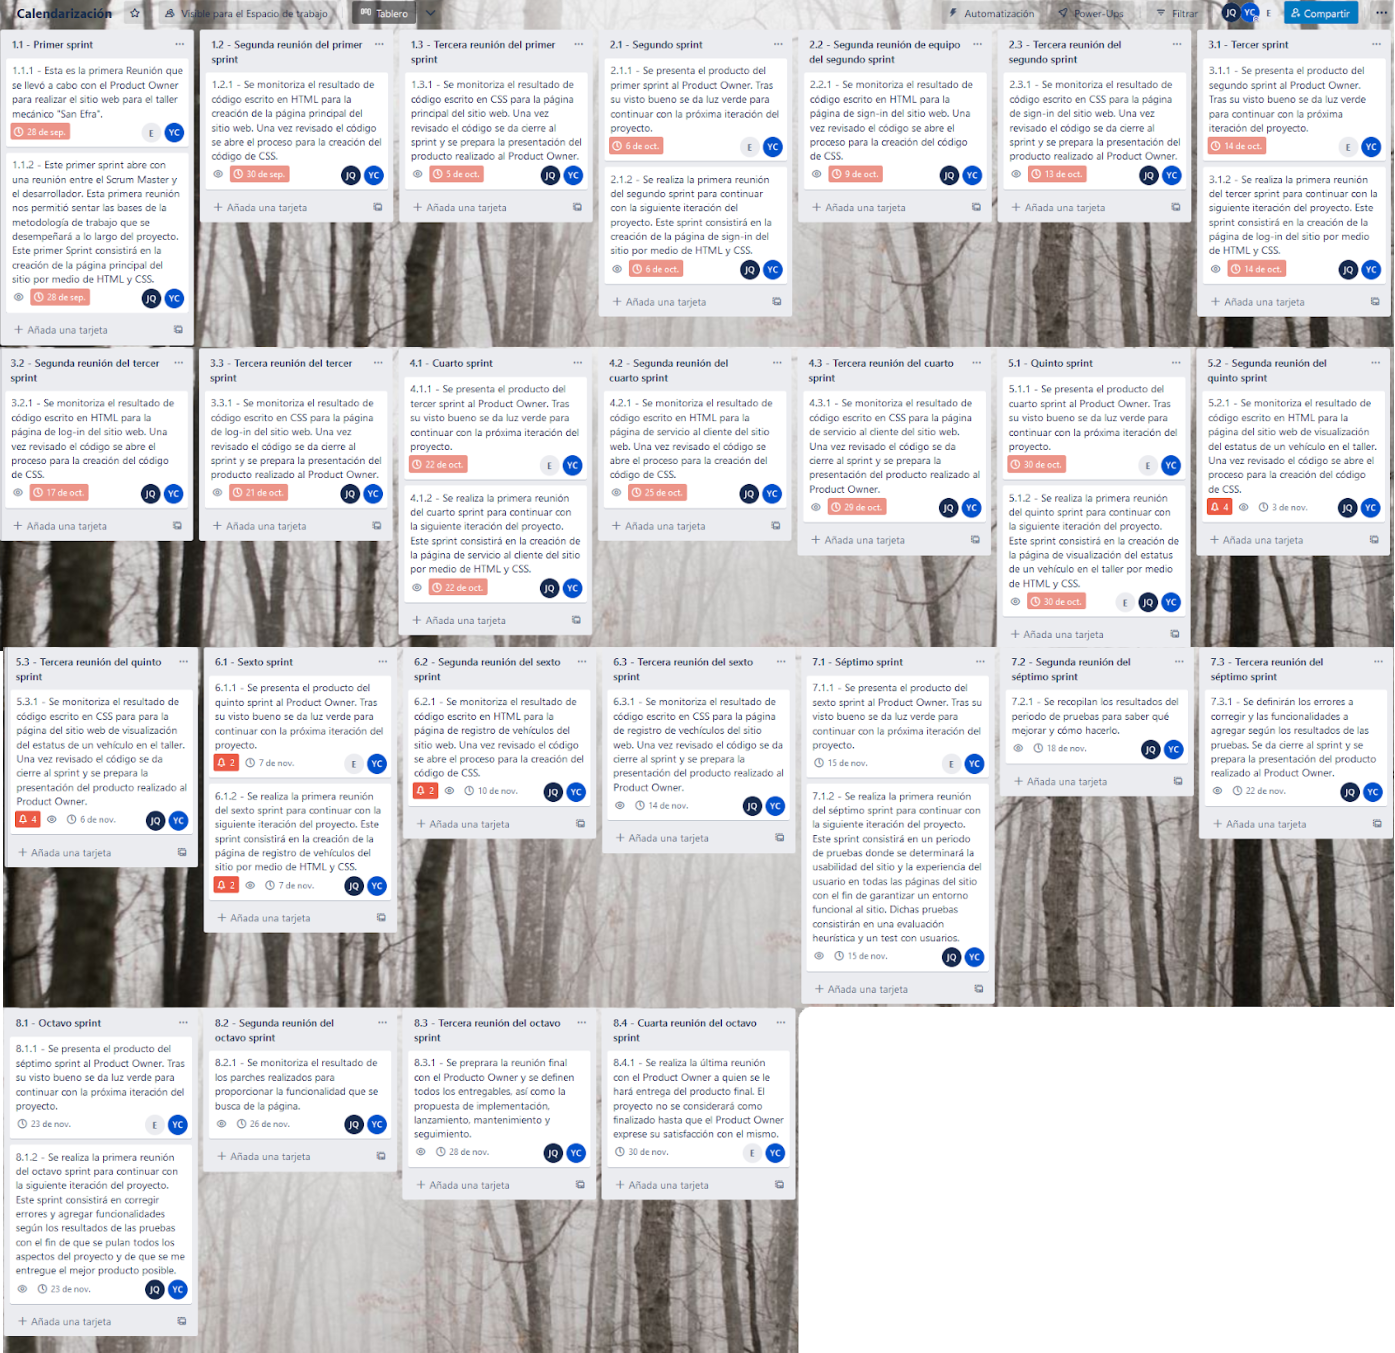 Calendarización
Visible para el Espacio de trabajo
Tablero
Automatización
Power-Ups
Filtrar
JQ
YC
E
Compartir
1.1 - Primer sprint
1.1.1 - Esta es la primera Reunión que
se llevó a cabo con el Product Owner
para realizar el sitio web para el taller
mecánico "San Efra".
28 de sep.
E
YC
1.1.2 - Este primer sprint abre con
una reunión entre el Scrum Master y
el desarrollador. Esta primera reunión
nos permitió sentar las bases de la
metodología de trabajo que se
desempeñará a lo largo del proyecto.
Este primer Sprint consistirá en la
creación de la página principal del
sitio por medio de HTML y CSS.
28 de sep.
JQ
YC
Añada una tarjeta
1.2 - Segunda reunión del primer
sprint
1.2.1 - Se monitoriza el resultado de
código escrito en HTML para la
creación de la página principal del
sitio web. Una vez revisado el código
se abre el proceso para la creación del
código de CSS.
30 de sep.
JQ
YC
Añada una tarjeta
1.3 - Tercera reunión del primer
sprint
1.3.1 - Se monitoriza el resultado de
código escrito en CSS para la página
principal del sitio web. Una vez
revisado el código se da cierre al
sprint y se prepara la presentación del
producto realizado al Product Owner.
5 de oct.
JQ
YC
Añada una tarjeta
2.1 - Segundo sprint
2.1.1 - Se presenta el producto del
primer sprint al Product Owner. Tras
su visto bueno se da luz verde para
continuar con la próxima iteración del
proyecto.
6 de oct.
E
YC
2.1.2 - Se realiza la primera reunión
del segundo sprint para continuar
con la siguiente iteración del
proyecto. Este sprint consistirá en la
creación de la página de sign-in del
sitio por medio de HTML y CSS.
6 de oct.
JQ
YC
Añada una tarjeta
2.2 - Segunda reunión de equipo
del segundo sprint
2.2.1 - Se monitoriza el resultado de
código escrito en HTML para la
página de sign-in del sitio web. Una
vez revisado el código se abre el
proceso para la creación del código de
CSS.
9 de oct.
JQ
YC
Añada una tarjeta
2.3 - Tercera reunión del
segundo sprint
2.3.1 - Se monitoriza el resultado de
código escrito en CSS para la página
de sign-in del sitio web. Una vez
revisado el código se da cierre al
sprint y se prepara la presentación del
producto realizado al Product Owner.
13 de oct.
JQ
YC
Añada una tarjeta
3.1 - Tercer sprint
3.1.1 - Se presenta el producto del
segundo sprint al Product Owner.
Tras su visto bueno se da luz verde
para continuar con la próxima
iteración del proyecto.
14 de oct.
E
YC
3.1.2 - Se realiza la primera reunión
del tercer sprint para continuar con la
siguiente iteración del proyecto. Este
sprint consistirá en la creación de la
página de log-in del sitio por medio
de HTML y CSS.
14 de oct.
JQ
YC
Añada una tarjeta
3.2 - Segunda reunión del tercer
sprint
3.2.1 - Se monitoriza el resultado de
código escrito en HTML para la
página de log-in del sitio web. Una
vez revisado el código se abre el
proceso para la creación del código
de CSS.
17 de oct.
JQ
YC
Añada una tarjeta
3.3 - Tercera reunión del tercer
sprint
3.3.1 - Se monitoriza el resultado de
código escrito en CSS para la página
de log-in del sitio web. Una vez
revisado el código se da cierre al
sprint y se prepara la presentación del
producto realizado al Product Owner.
21 de oct.
JQ
YC
Añada una tarjeta
4.1 - Cuarto sprint
4.1.1 - Se presenta el producto del
tercer sprint al Product Owner. Tras
su visto bueno se da luz verde para
continuar con la próxima iteración del
proyecto.
22 de oct.
E
YC
4.1.2 - Se realiza la primera reunión
del cuarto sprint para continuar con
la siguiente iteración del proyecto.
Este sprint consistirá en la creación de
la página de servicio al cliente del sitio
por medio de HTML y CSS.
22 de oct.
JQ
YC
Añada una tarjeta
4.2 - Segunda reunión del
cuarto sprint
4.2.1 - Se monitoriza el resultado de
código escrito en HTML para la
página de servicio al cliente del sitio
web. Una vez revisado el código se
abre el proceso para la creación del
código de CSS.
25 de oct.
JQ
YC
Añada una tarjeta
4.3 - Tercera reunión del cuarto
sprint
4.3.1 - Se monitoriza el resultado de
código escrito en CSS para la página
de servicio al cliente del sitio web.
Una vez revisado el código se da
cierre al sprint y se prepara la
presentación del producto realizado al
Product Owner.
29 de oct.
JQ
YC
Añada una tarjeta
5.1 - Quinto sprint
5.1.1 - Se presenta el producto del
cuarto sprint al Product Owner. Tras
su visto bueno se da luz verde para
continuar con la próxima iteración del
proyecto.
30 de oct.
E
YC
5.1.2 - Se realiza la primera reunión
del quinto sprint para continuar con
la siguiente iteración del proyecto.
Este sprint consistirá en la creación de
la página de visualización del estatus
de un vehículo en el taller por medio
de HTML y CSS.
30 de oct.
E
JQ
YC
Añada una tarjeta
5.2 - Segunda reunión del
quinto sprint
5.2.1 - Se monitoriza el resultado de
código escrito en HTML para la
página del sitio web de visualización
del estatus de un vehículo en el taller.
Una vez revisado el código se abre el
proceso para la creación del código
de CSS.
4
3 de nov.
JQ
YC
Añada una tarjeta
5.3 - Tercera reunión del quinto
sprint
5.3.1 - Se monitoriza el resultado de
código escrito en CSS para para la
página del sitio web de visualización
del estatus de un vehículo en el taller.
Una vez revisado el código se da
cierre al sprint y se prepara la
presentación del producto realizado al
Product Owner.
4
6 de nov.
JQ
YC
Añada una tarjeta
6.1 - Sexto sprint
6.1.1 - Se presenta el producto del
quinto sprint al Product Owner. Tras
su visto bueno se da luz verde para
continuar con la próxima iteración del
proyecto.
2
7 de nov.
E
YC
6.1.2 - Se realiza la primera reunión
del sexto sprint para continuar con la
siguiente iteración del proyecto. Este
sprint consistirá en la creación de la
página de registro de vehículos del
sitio por medio de HTML y CSS.
2
7 de nov.
JQ
YC
Añada una tarjeta
6.2 - Segunda reunión del sexto
sprint
6.2.1 - Se monitoriza el resultado de
código escrito en HTML para la
página de registro de vehículos del
sitio web. Una vez revisado el código
se abre el proceso para la creación del
código de CSS.
2
10 de nov.
JQ
YC
Añada una tarjeta
6.3 - Tercera reunión del sexto
sprint
6.3.1 - Se monitoriza el resultado de
código escrito en CSS para la página
de registro de vechículos del sitio
web. Una vez revisado el código se da
cierre al sprint y se prepara la
presentación del producto realizado al
Product Owner.
14 de nov.
JQ
YC
Añada una tarjeta
7.1 - Séptimo sprint
7.1.1 - Se presenta el producto del
sexto sprint al Product Owner. Tras su
visto bueno se da luz verde para
continuar con la próxima iteración del
proyecto.
15 de nov.
E
YC
7.1.2 - Se realiza la primera reunión
del séptimo sprint para continuar con
la siguiente iteración del proyecto.
Este sprint consistirá en un periodo
de pruebas donde se determinará la
usabilidad del sitio y la experiencia del
usuario en todas las páginas del sitio
con el fin de garantizar un entorno
funcional al sitio. Dichas pruebas
consistirán en una evaluación
heurística y un test con usuarios.
15 de nov.
JQ
YC
Añada una tarjeta
7.2 - Segunda reunión del
séptimo sprint
7.2.1 - Se recopilan los resultados del
periodo de pruebas para saber qué
mejorar y cómo hacerlo.
18 de nov.
JQ
YC
Añada una tarjeta
7.3 - Tercera reunión del
séptimo sprint
7.3.1 - Se definirán los errores a
corregir y las funcionalidades a
agregar según los resultados de las
pruebas. Se da cierre al sprint y se
prepara la presentación del producto
realizado al Product Owner.
22 de nov.
JQ
YC
Añada una tarjeta
8.1 - Octavo sprint
8.1.1 - Se presenta el producto del
séptimo sprint al Product Owner. Tras
su visto bueno se da luz verde para
continuar con la próxima iteración del
proyecto.
23 de nov.
E
YC
8.1.2 - Se realiza la primera reunión
del octavo sprint para continuar con
la siguiente iteración del proyecto.
Este sprint consistirá en corregir
errores y agregar funcionalidades
según los resultados de las pruebas
con el fin de que se pulan todos los
aspectos del proyecto y de que se me
entregue el mejor producto posible.
23 de nov.
JQ
YC
Añada una tarjeta
8.2 - Segunda reunión del
octavo sprint
8.2.1 - Se monitoriza el resultado de
los parches realizados para
proporcionar la funcionalidad que se
busca de la página.
26 de nov.
JQ
YC
Añada una tarjeta
8.3 - Tercera reunión del octavo
sprint
8.3.1 - Se preprara la reunión final
con el Producto Owner y se definen
todos los entregables, así como la
propuesta de implementación,
lanzamiento, mantenimiento y
seguimiento.
28 de nov.
JQ
YC
Añada una tarjeta
8.4 - Cuarta reunión del octavo
sprint
8.4.1 - Se realiza la última reunión
con el Product Owner a quien se le
hará entrega del producto final. El
proyecto no se considerará como
finalizado hasta que el Product Owner
exprese su satisfacción con el mismo.
30 de nov.
E
YC
Añada una tarjeta